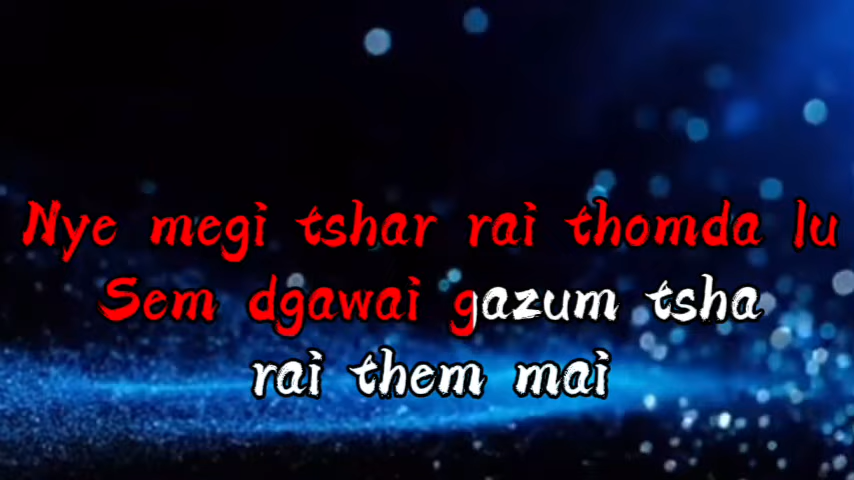 Nye megi tshar rai thomda lu
Sem dgawai gazum tsha
rai them mai